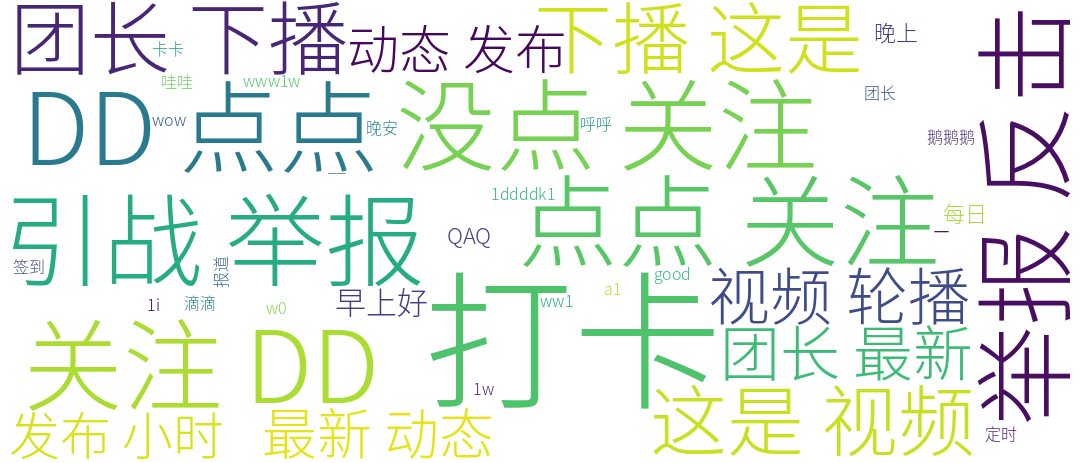 团长 下播
动态 发布
下播 这是
晚上
卡卡
哇哇
www1w
团长
DD 点点
wow
晚安
没点 关注
呼呼
鹅鹅鹅
举报 反击
__
1ddddk1
引战 举报
点点 关注
每日
QAQ
_
签到
报道
good
1i
滴滴
w0
早上好
ww1
a1
视频 轮播
关注 DD
打卡
团长 最新
1w
发布 小时
最新 动态
这是 视频
定时